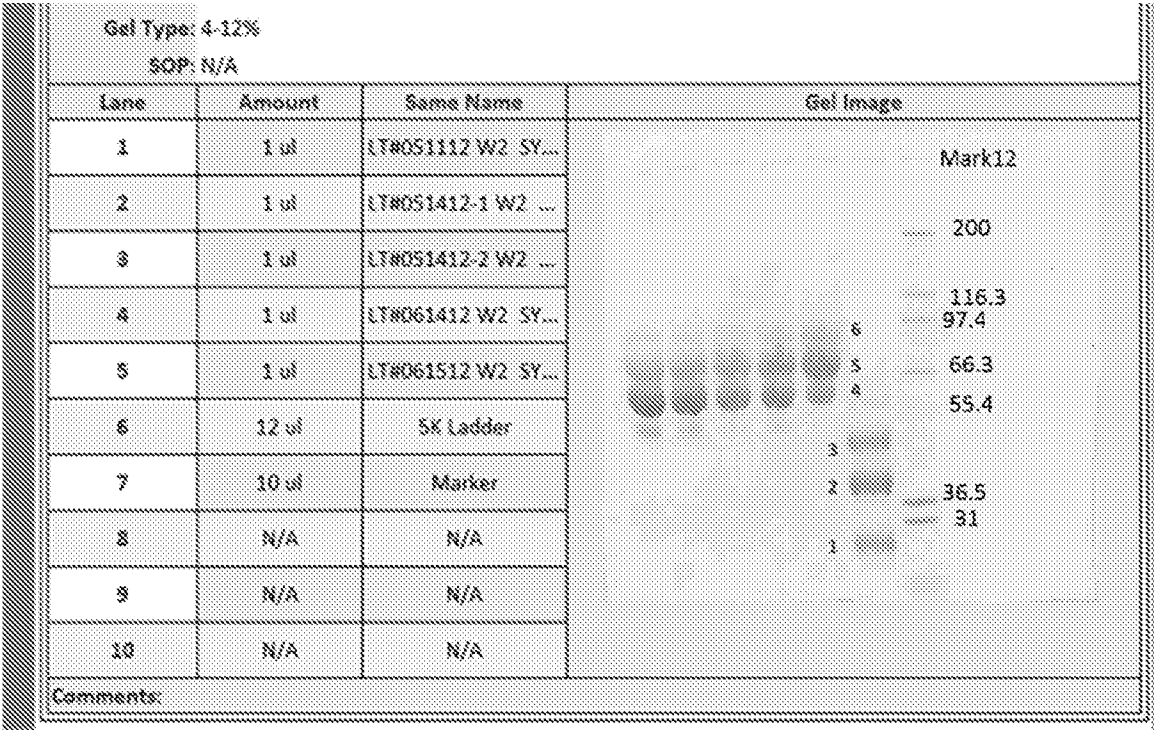 Gel Type: 4-12%
SOP: N/A
Lane Amount Same Name Gel Image
1 1 ul LT#051112 W2 SY...
2 1 ul LT#051412-1 W2 ...
3 1 ul LT#051412-2 W2 ...
4 1 ul LT#061412 W2 SY...
5 1 ul LT#061512 W2 SY...
6 12 ul 5K Ladder
7 10 ul Marker
8 N/A N/A
9 N/A N/A
10 N/A N/A
Mark12
200
116.3
97.4
66.3
55.4
36.5
31
6
5
4
3
2
1
Comments: